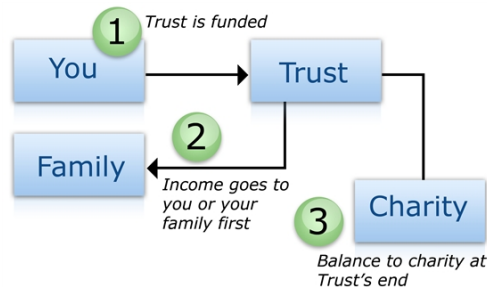 1
Trust is funded
You
Trust
2
Family
Income goes to
you or your
family first
3
Charity
Balance to charity at
Trust's end